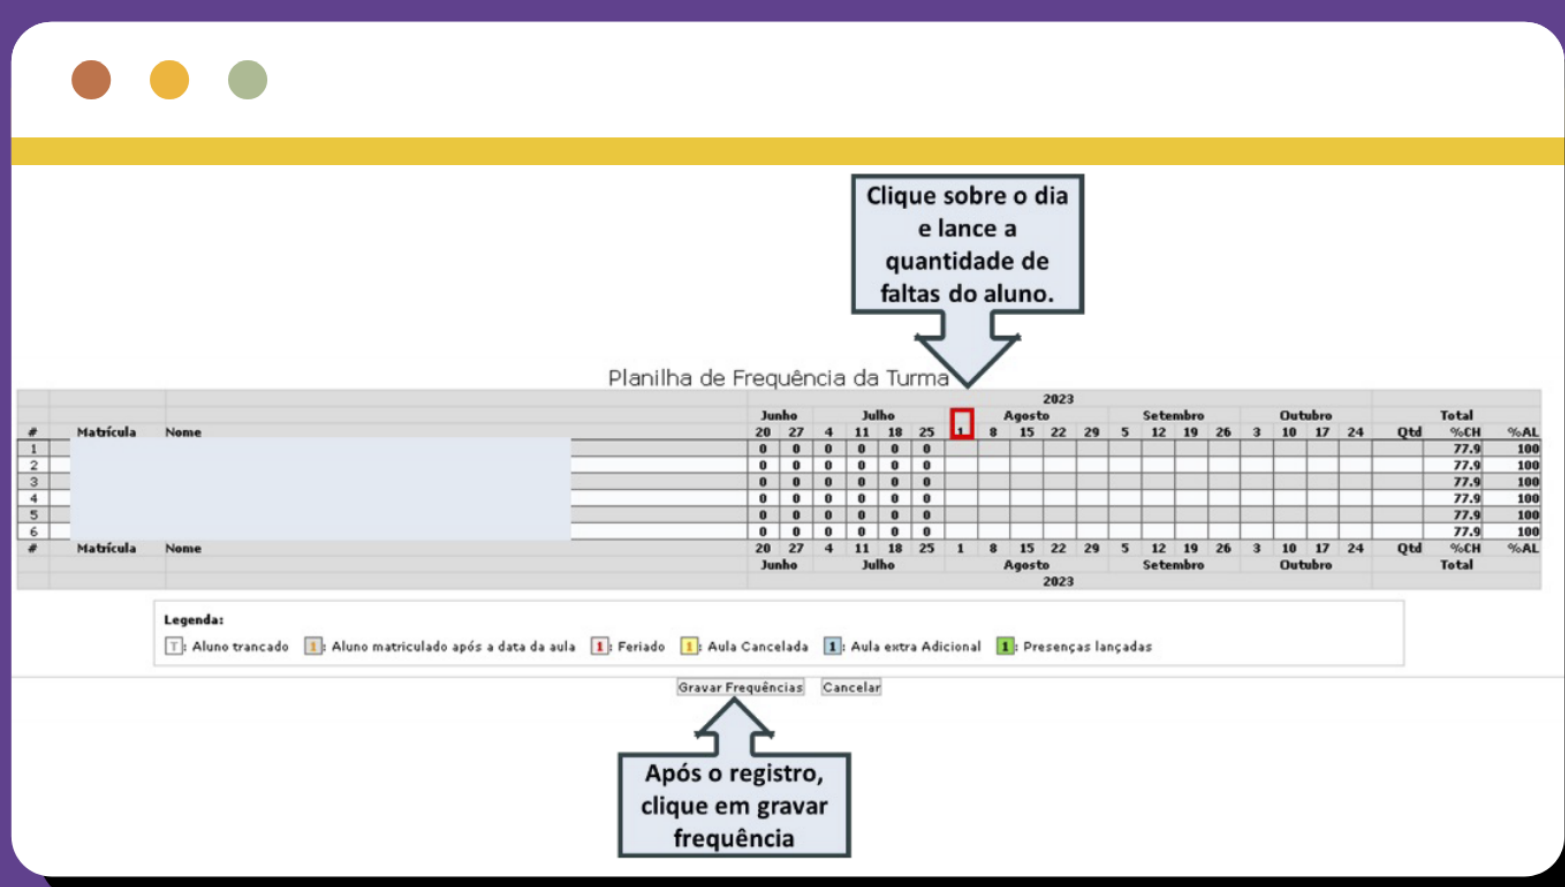 Clique sobre o dia
e lance a
quantidade de
faltas do aluno.
Planilha de Frequência da Turma
2023
Junho Julho Agosto Setembro Outubro Total
# Matrícula Nome 20 27 4 11 18 25 1 8 15 22 29 5 12 19 26 3 10 17 24 Qtd %CH %AL
1 0 0 0 0 0 0 77.9 100
2 0 0 0 0 0 0 77.9 100
3 0 0 0 0 0 0 77.9 100
4 0 0 0 0 0 0 77.9 100
5 0 0 0 0 0 0 77.9 100
6 0 0 0 0 0 0 77.9 100
# Matrícula Nome 20 27 4 11 18 25 1 8 15 22 29 5 12 19 26 3 10 17 24 Qtd %CH %AL
Junho Julho Agosto Setembro Outubro Total
2023
Legenda:
T: Aluno trancado 1: Aluno matriculado após a data da aula 1: Feriado 1: Aula Cancelada 1: Aula extra Adicional 1: Presenças lançadas
Gravar Frequências Cancelar
Após o registro,
clique em gravar
frequência